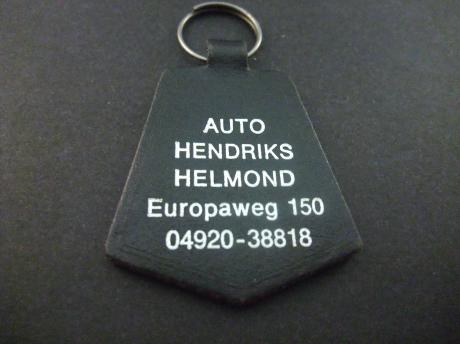 AUTO
HENDRIKS
HELMOND
Europaweg 150
04920-38818